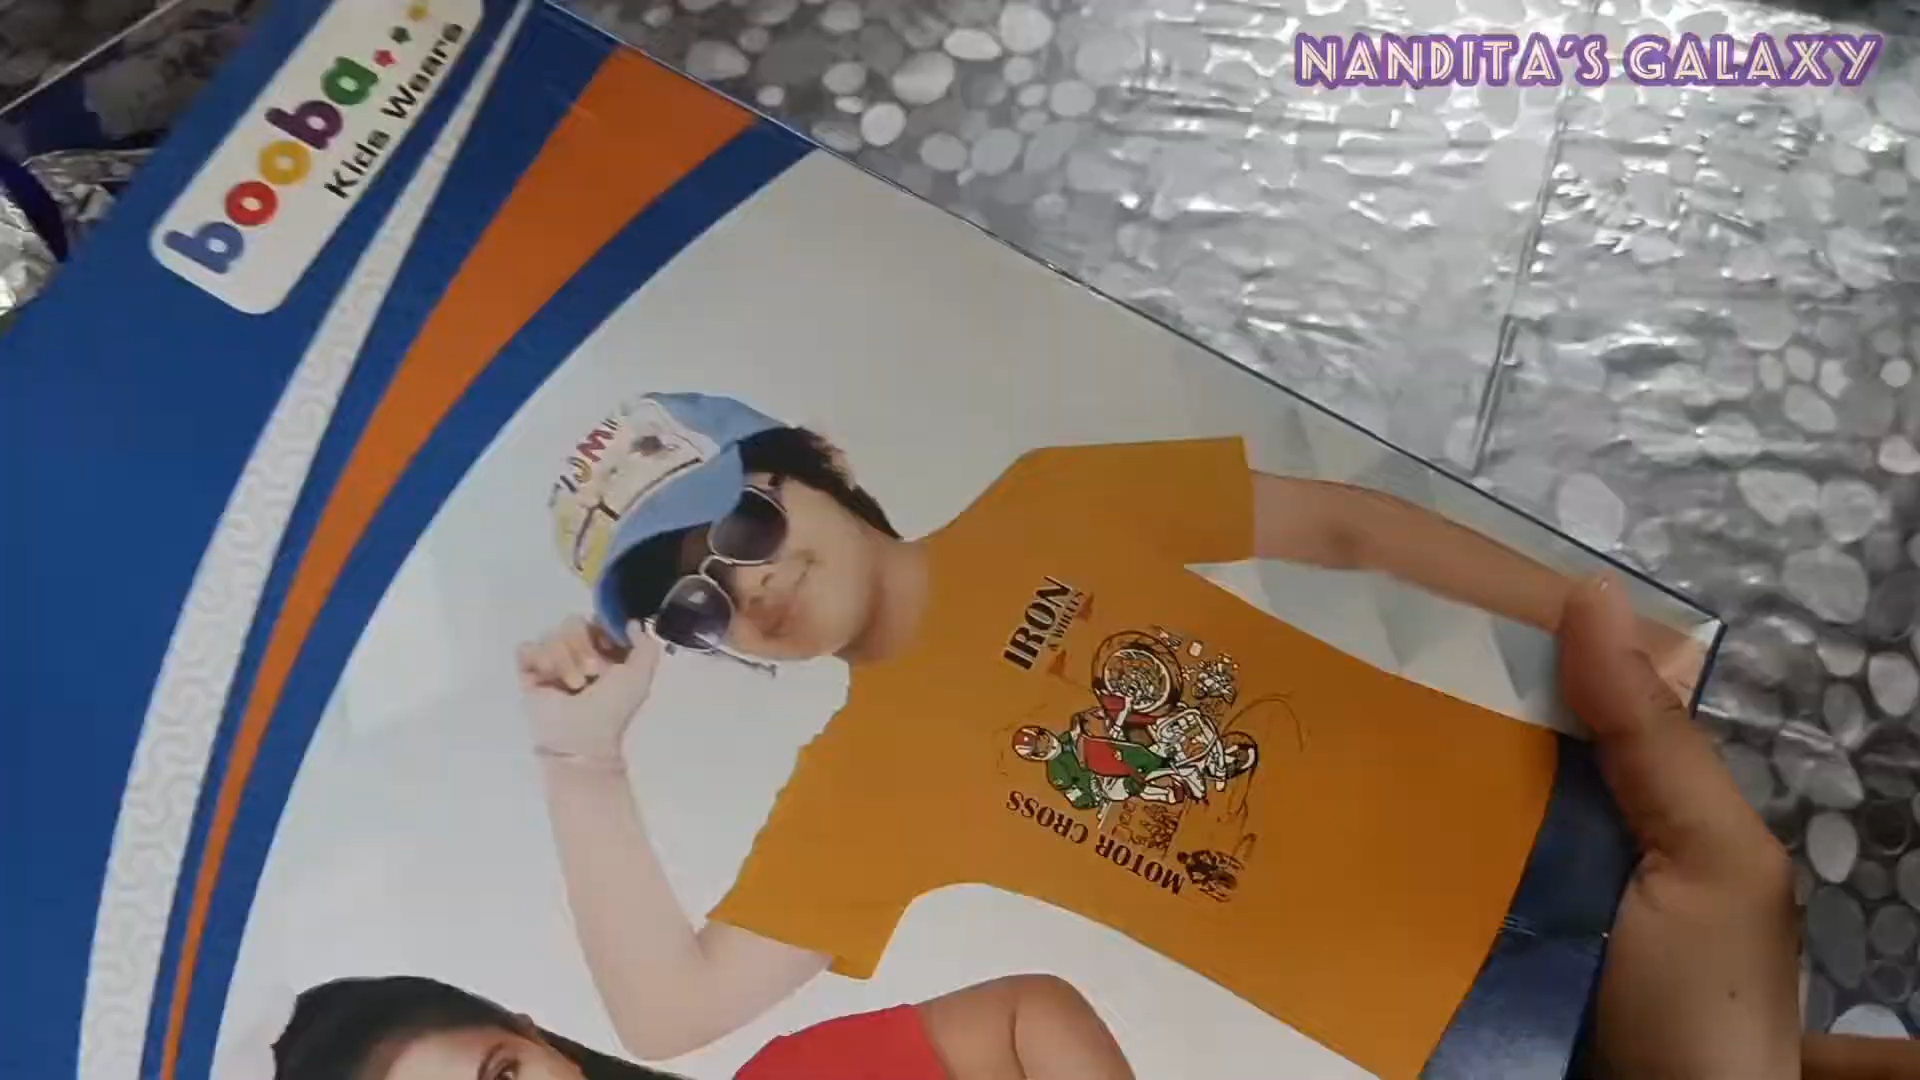 NANDITA'S GALAXY
booba
Kids Wears
IRON
MOTOR CROSS